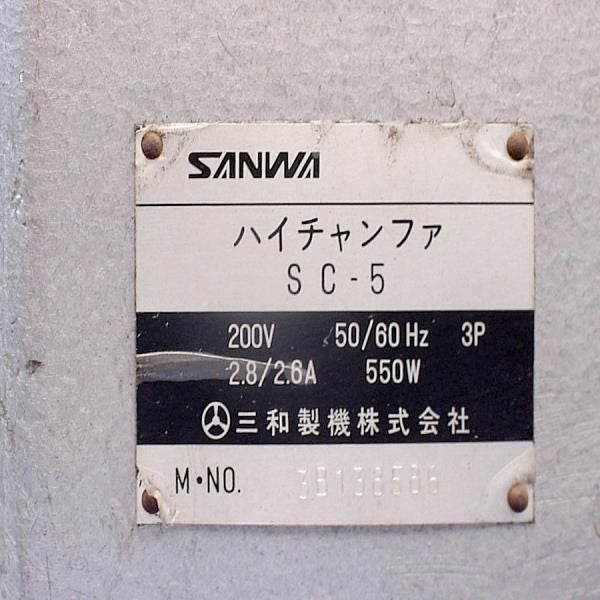 SANWA
ハイチャンファ
SC-5
200V 50/60Hz 3P
2.8/2.6A 550W
三和製機株式会社
M・NO. 3B138586